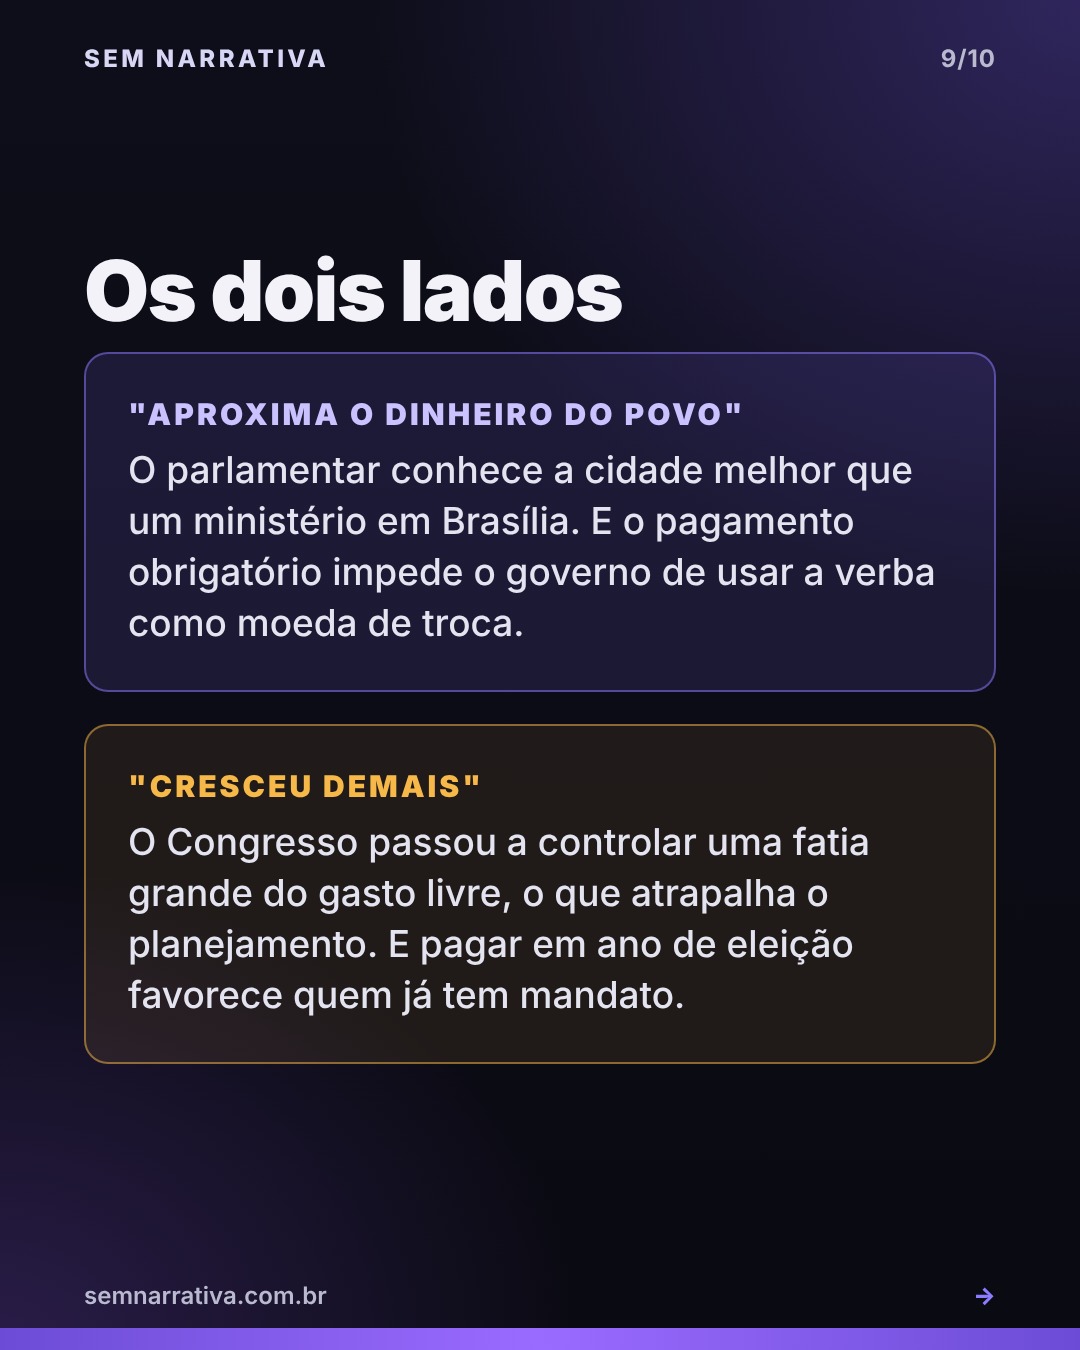 SEM NARRATIVA
9/10
Os dois lados
"APROXIMA O DINHEIRO DO POVO"
O parlamentar conhece a cidade melhor que
um ministério em Brasília. E o pagamento
obrigatório impede o governo de usar a verba
como moeda de troca.
"CRESCEU DEMAIS"
O Congresso passou a controlar uma fatia
grande do gasto livre, o que atrapalha o
planejamento. E pagar em ano de eleição
favorece quem já tem mandato.
semnarrativa.com.br
→